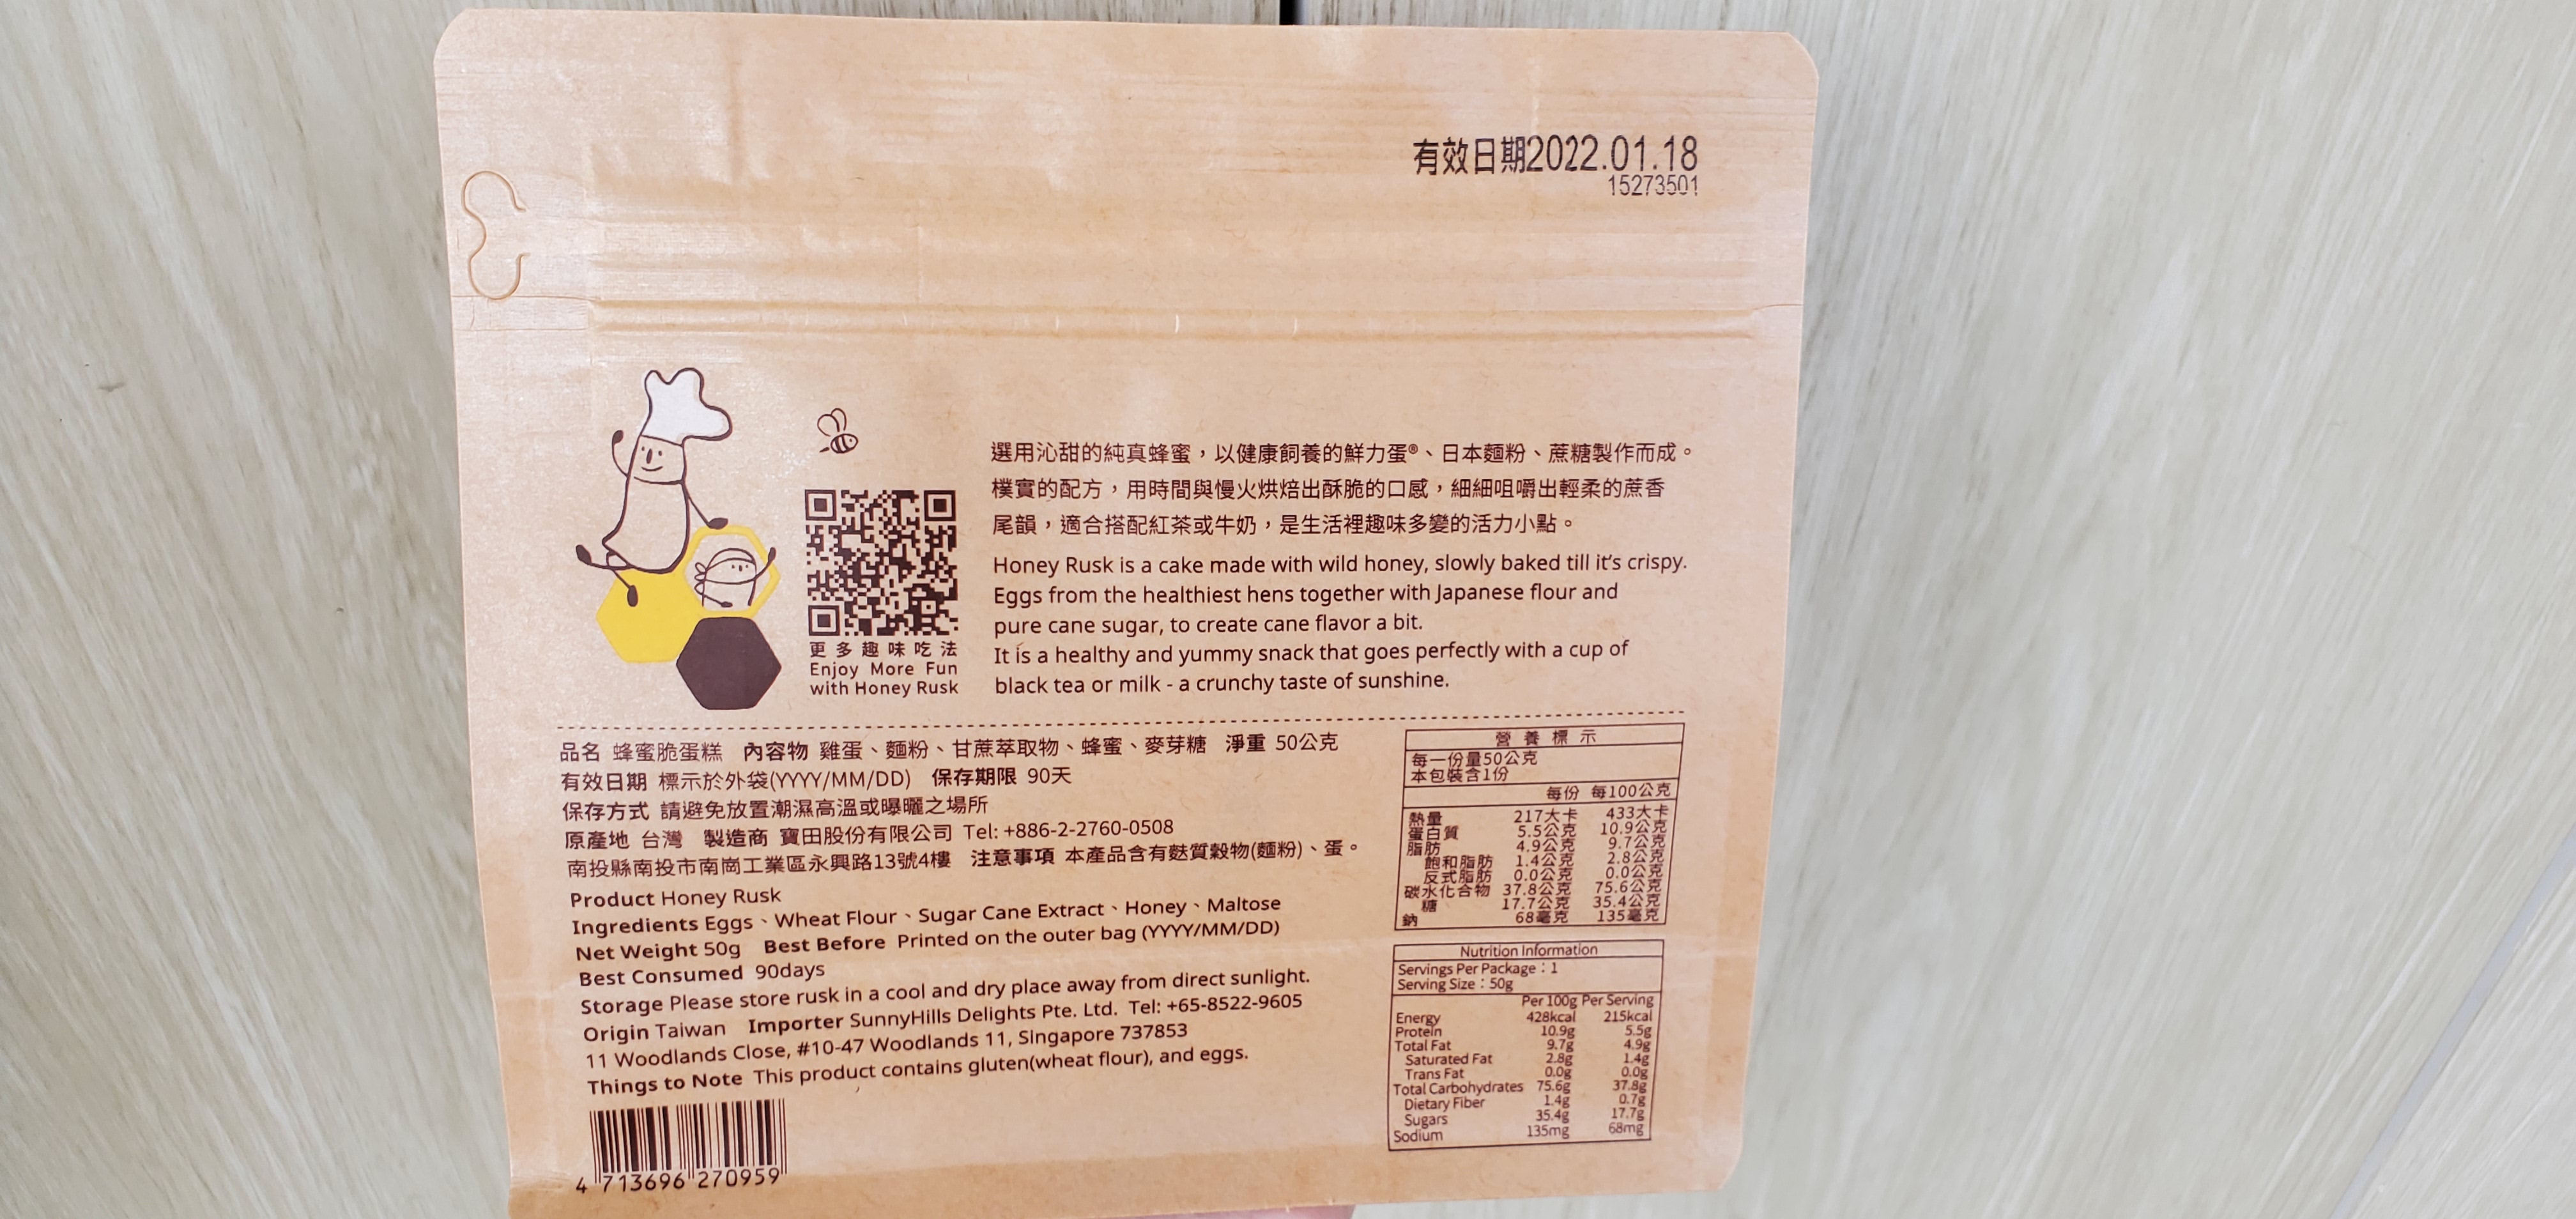 有效日期2022.01.18
15273501
選用沁甜的純真蜂蜜，以健康飼養的鮮力蛋®、日本麵粉、蔗糖製作而成。
樸實的配方，用時間與慢火烘焙出酥脆的口感，細細咀嚼出輕柔的蔗香
尾韻，適合搭配紅茶或牛奶，是生活裡趣味多變的活力小點。
Honey Rusk is a cake made with wild honey, slowly baked till it's crispy.
Eggs from the healthiest hens together with Japanese flour and
pure cane sugar, to create cane flavor a bit.
It is a healthy and yummy snack that goes perfectly with a cup of
black tea or milk - a crunchy taste of sunshine.
更多趣味吃法
Enjoy More Fun
with Honey Rusk
品名 蜂蜜脆蛋糕 內容物 雞蛋、麵粉、甘蔗萃取物、蜂蜜、麥芽糖 淨重 50公克
有效日期 標示於外袋(YYYY/MM/DD) 保存期限 90天
保存方式 請避免放置潮濕高溫或曝曬之場所
原產地 台灣 製造商 寶田股份有限公司 Tel: +886-2-2760-0508
南投縣南投市南崗工業區永興路13號4樓 注意事項 本產品含有麩質穀物(麵粉)、蛋。
Product Honey Rusk
Ingredients Eggs、Wheat Flour、Sugar Cane Extract、Honey、Maltose
Net Weight 50g Best Before Printed on the outer bag (YYYY/MM/DD)
Best Consumed 90days
Storage Please store rusk in a cool and dry place away from direct sunlight.
Origin Taiwan Importer SunnyHills Delights Pte. Ltd. Tel: +65-8522-9605
11 Woodlands Close, #10-47 Woodlands 11, Singapore 737853
Things to Note This product contains gluten(wheat flour), and eggs.
4 713696 270959
營養標示
每一份量50公克
本包裝含1份
每份 每100公克
熱量 217大卡 433大卡
蛋白質 5.5公克 10.9公克
脂肪 4.9公克 9.7公克
飽和脂肪 1.4公克 2.8公克
反式脂肪 0.0公克 0.0公克
碳水化合物 37.8公克 75.6公克
糖 17.7公克 35.4公克
鈉 68毫克 135毫克
Nutrition Information
Servings Per Package：1
Serving Size：50g
Per 100g Per Serving
Energy 428kcal 215kcal
Protein 10.9g 5.5g
Total Fat 9.7g 4.9g
Saturated Fat 2.8g 1.4g
Trans Fat 0.0g 0.0g
Total Carbohydrates 75.6g 37.8g
Dietary Fiber 1.4g 0.7g
Sugars 35.4g 17.7g
Sodium 135mg 68mg